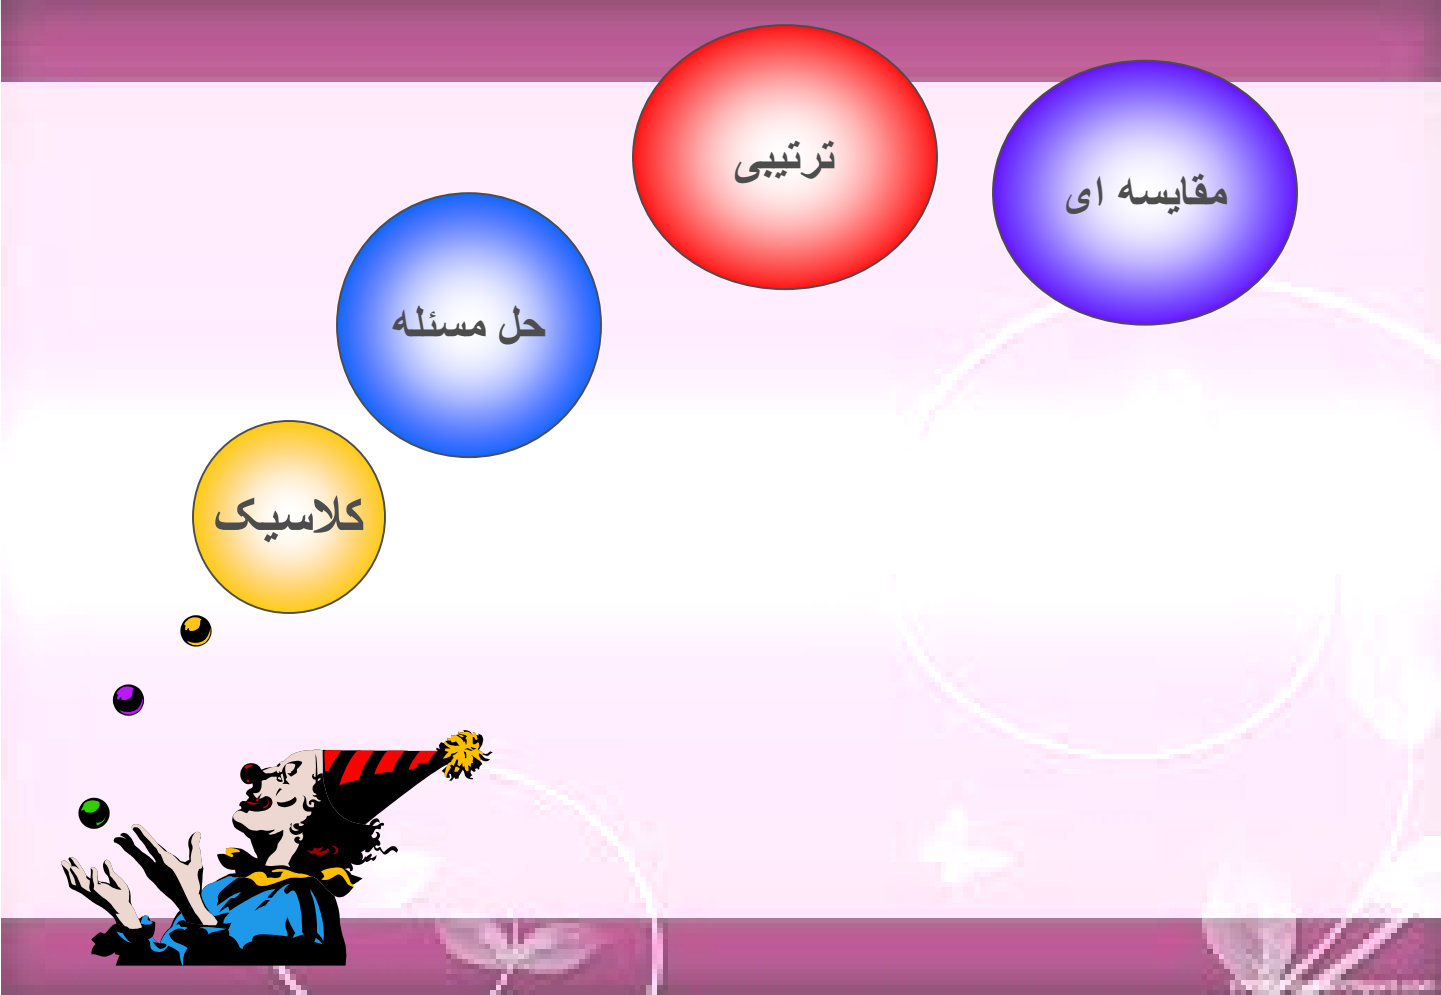 مقایسه ای
ترتیبی
حل مسئله
کلاسیک